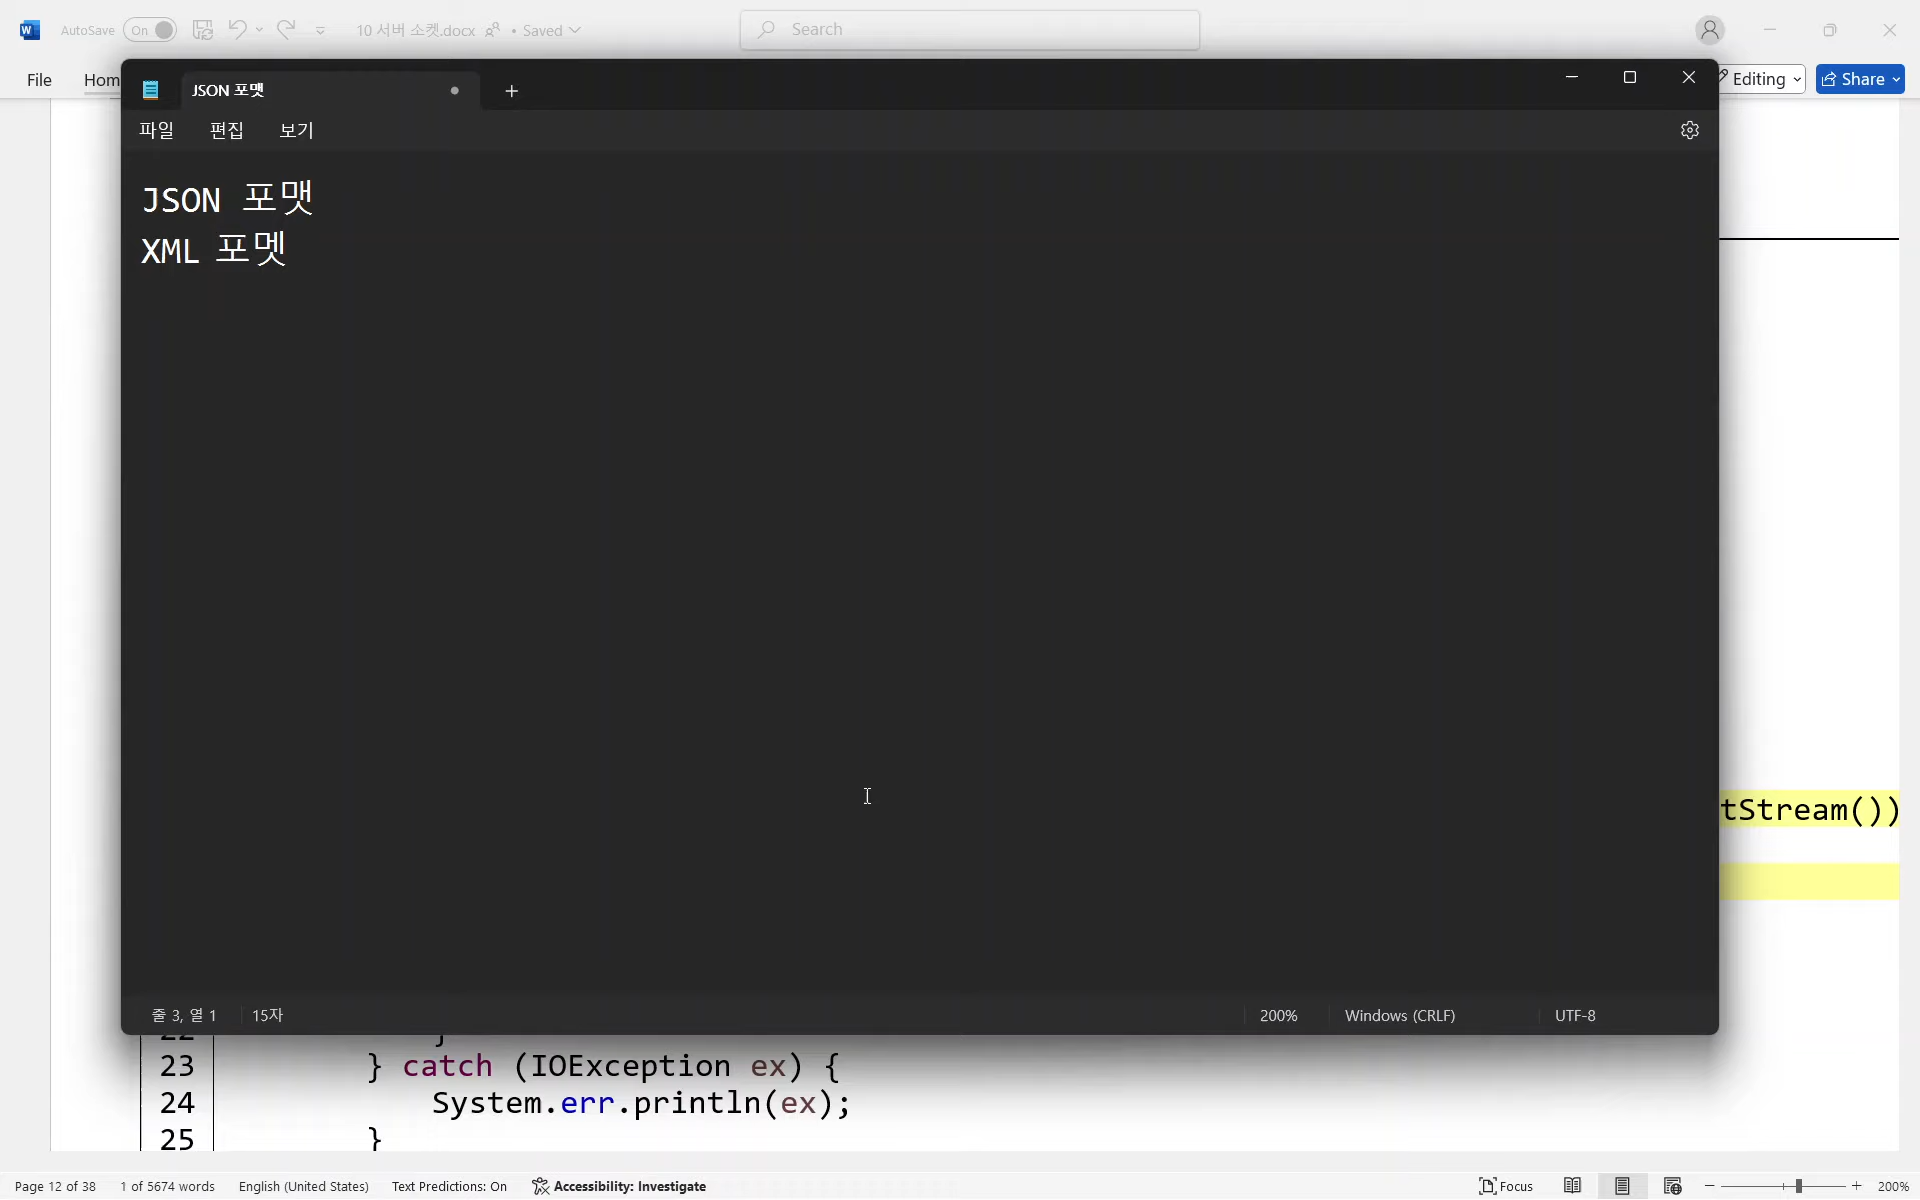 AutoSave On 10 서버 소켓.docx • Saved Search
File Hom Editing Share
JSON 포맷
파일 편집 보기
JSON 포맷
XML 포멧
tStream())
줄 3, 열 1 15자 200% Windows (CRLF) UTF-8
23 } catch (IOException ex) {
24 System.err.println(ex);
25 }
Page 12 of 38 1 of 5674 words English (United States) Text Predictions: On Accessibility: Investigate Focus 200%